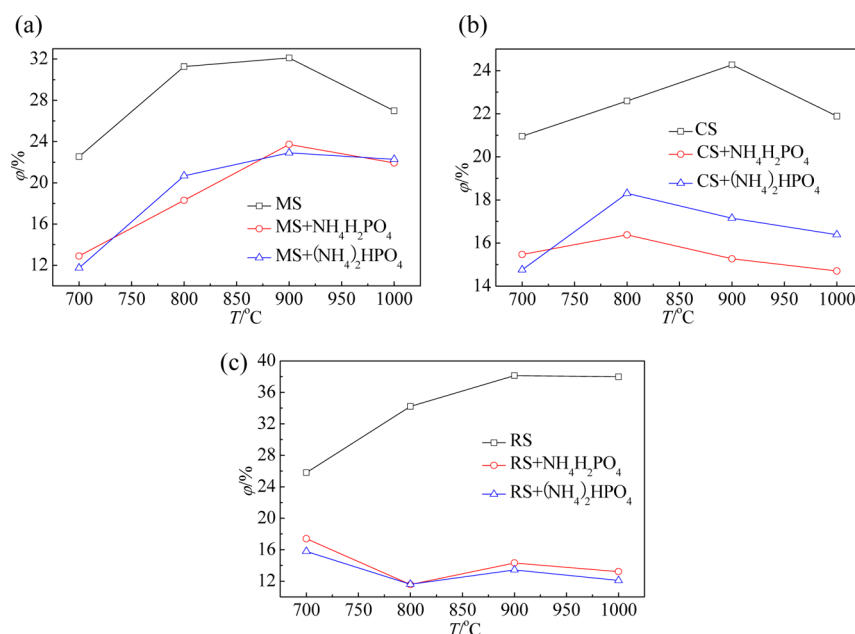 (a)
32
28
24
20
16
12
φ/%
MS
MS+NH₄H₂PO₄
MS+(NH₄)₂HPO₄
700 750 800 850 900 950 1000
T/°C
(b)
24
22
20
18
16
14
φ/%
CS
CS+NH₄H₂PO₄
CS+(NH₄)₂HPO₄
700 750 800 850 900 950 1000
T/°C
(c)
40
36
32
28
24
20
16
12
φ/%
RS
RS+NH₄H₂PO₄
RS+(NH₄)₂HPO₄
700 750 800 850 900 950 1000
T/°C